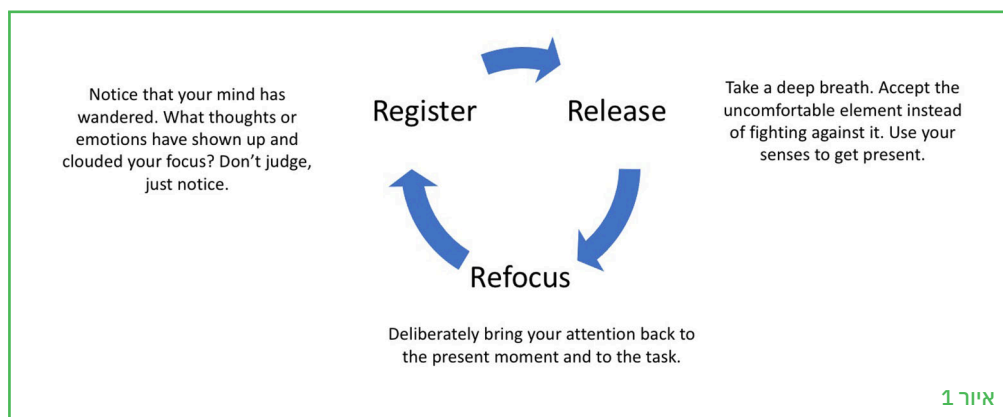 Register
Notice that your mind has
wandered. What thoughts or
emotions have shown up and
clouded your focus? Don’t judge,
just notice.
Release
Take a deep breath. Accept the
uncomfortable element instead
of fighting against it. Use your
senses to get present.
Refocus
Deliberately bring your attention back to
the present moment and to the task.
איור 1